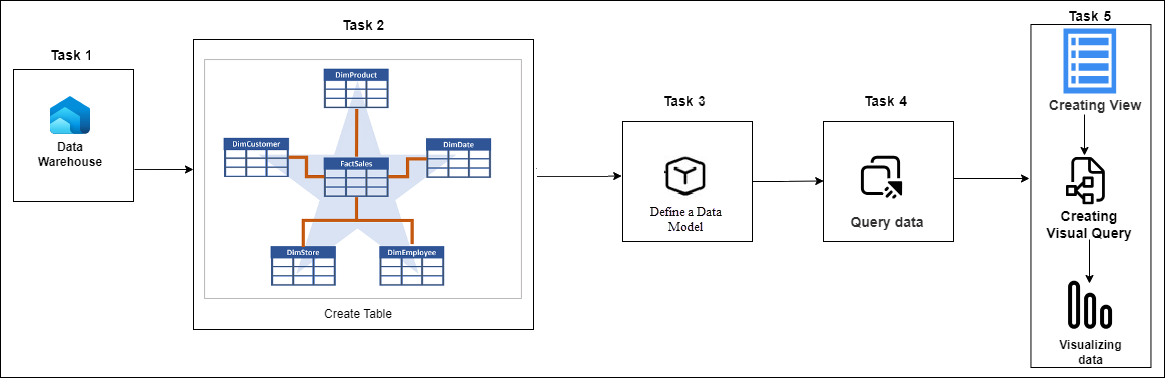 Task 1
Data
Warehouse
Task 2
DimProduct
DimCustomer
DimDate
FactSales
DimStore
DimEmployee
Create Table
Task 3
Define a Data
Model
Task 4
Query data
Task 5
Creating View
Creating
Visual Query
Visualizing
data